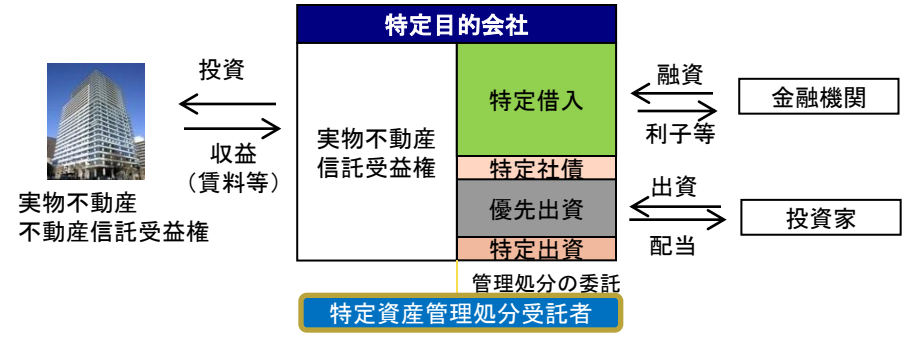 特定目的会社
投資
収益
（賃料等）
実物不動産
不動産信託受益権
実物不動産
信託受益権
特定借入
特定社債
優先出資
特定出資
融資
利子等
金融機関
出資
配当
投資家
管理処分の委託
特定資産管理処分受託者